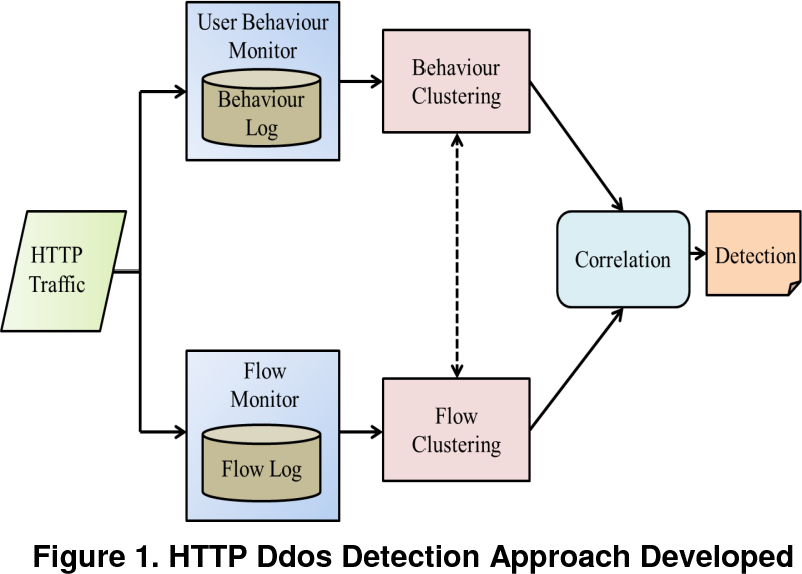 User Behaviour
Monitor
Behaviour
Log
Behaviour
Clustering
HTTP
Traffic
Correlation
Detection
Flow
Monitor
Flow Log
Flow
Clustering
Figure 1. HTTP Ddos Detection Approach Developed